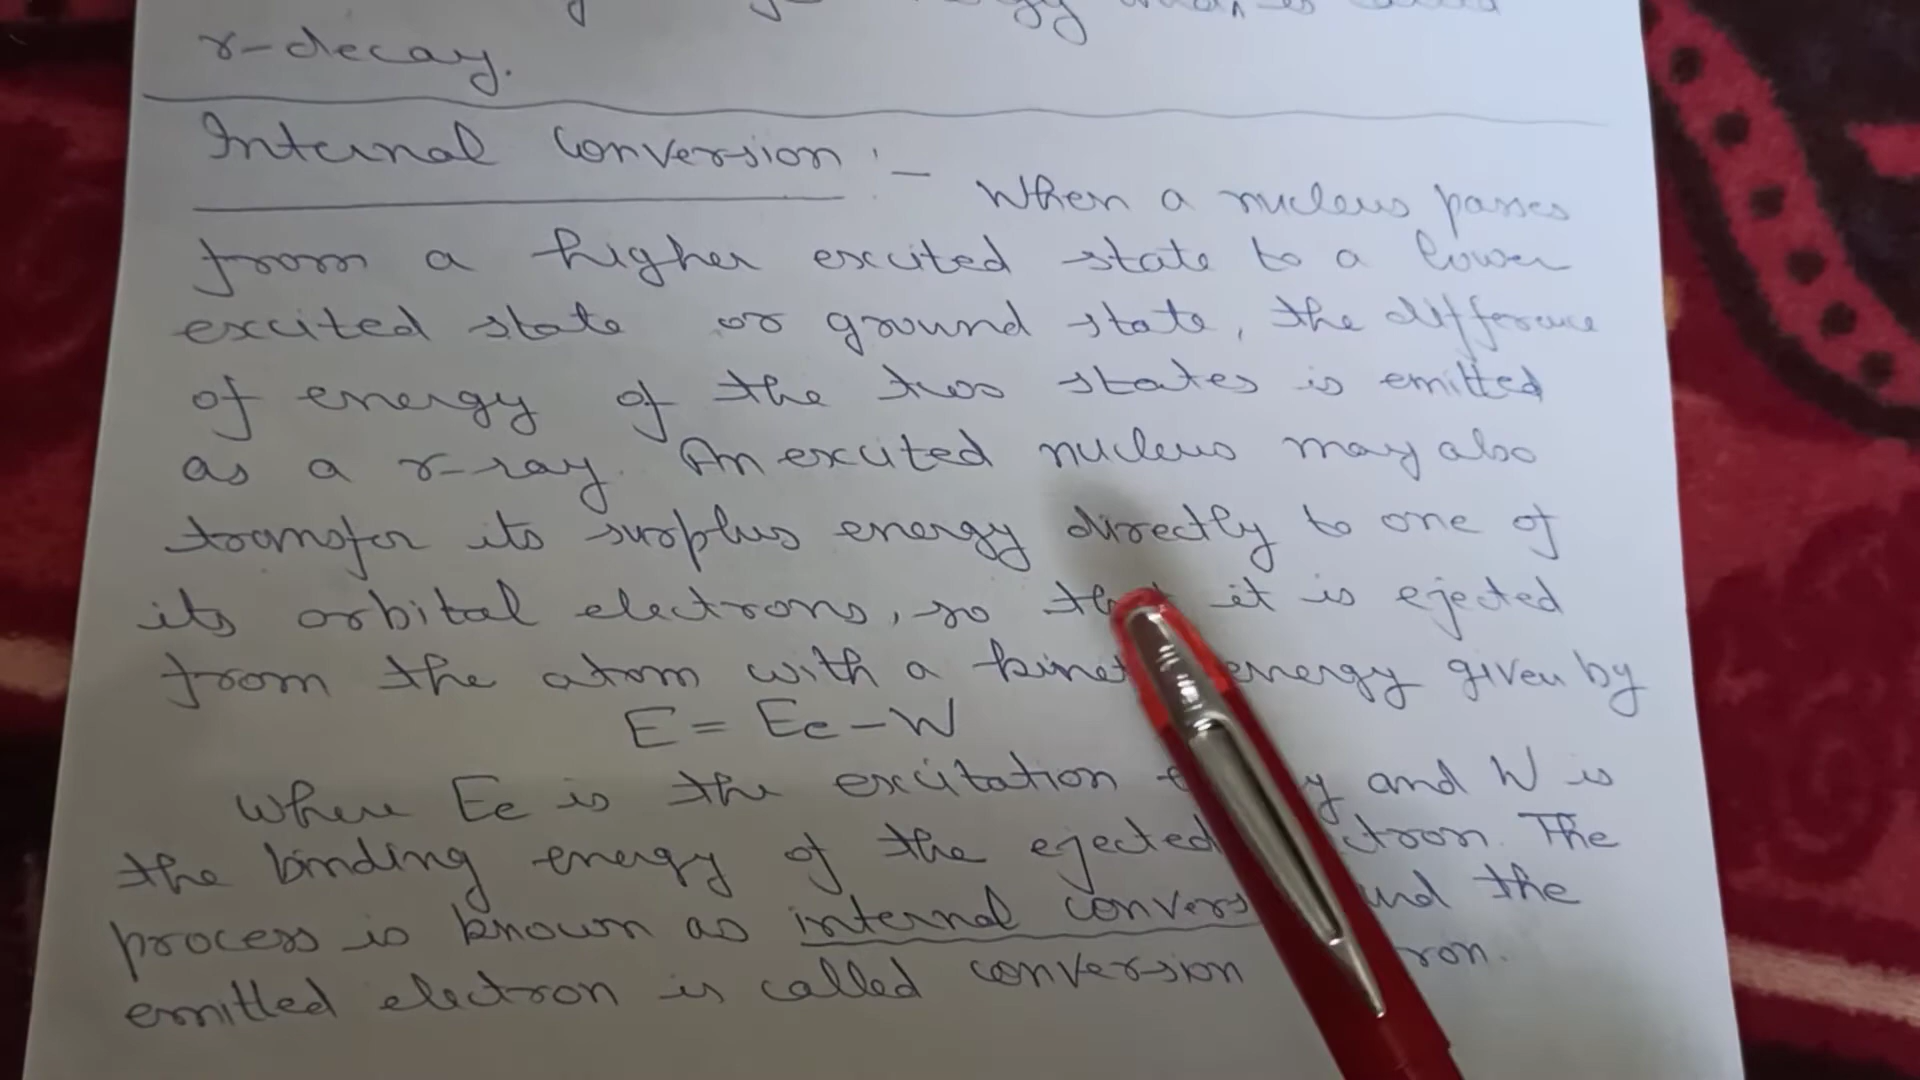 γ-decay.
Internal Conversion :- When a nucleus passes
from a higher excited state to a lower
excited state or ground state, the difference
of energy of the two states is emitted
as a γ-ray. An excited nucleus may also
transfer its surplus energy directly to one of
its orbital electrons, so it is ejected
from the atom with a energy given by
E = Ee - W
where Ee is the excitation and W is
the binding energy of the ejected The
process is known as internal the
emitted electron is called conversion